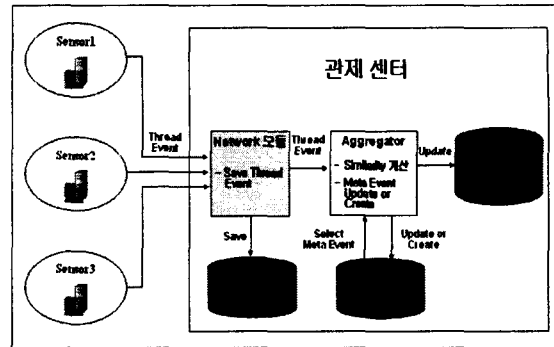 Sensor1
관제 센터
Thread
Event
Network 모듈
- Save Thread
Event
Thread
Event
Aggregator
- Similarity 계산
- Meta Event
Update or
Create
Update
Sensor2
Save
Select
Meta Event
Update or
Create
Sensor3